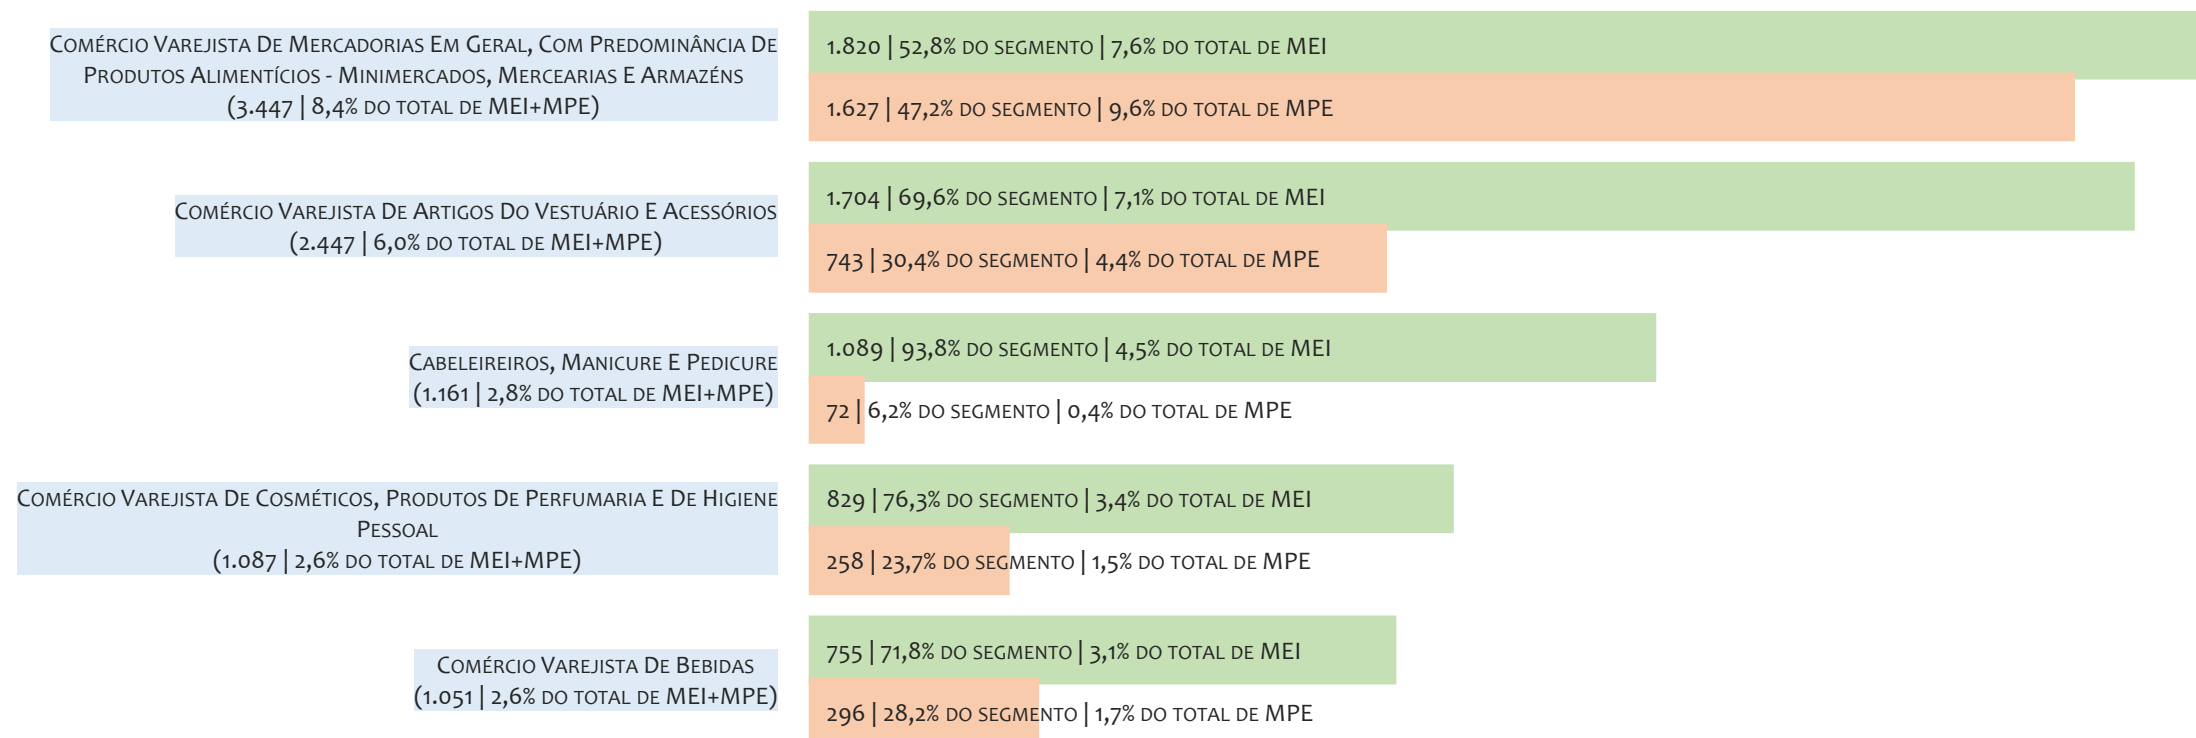 Comércio Varejista De Mercadorias Em Geral, Com Predominância De
Produtos Alimentícios - Minimercados, Mercearias E Armazéns
(3.447 | 8,4% do total de MEI+MPE)
1.820 | 52,8% do segmento | 7,6% do total de MEI
1.627 | 47,2% do segmento | 9,6% do total de MPE
Comércio Varejista De Artigos Do Vestuário E Acessórios
(2.447 | 6,0% do total de MEI+MPE)
1.704 | 69,6% do segmento | 7,1% do total de MEI
743 | 30,4% do segmento | 4,4% do total de MPE
Cabeleireiros, Manicure E Pedicure
(1.161 | 2,8% do total de MEI+MPE)
1.089 | 93,8% do segmento | 4,5% do total de MEI
72 | 6,2% do segmento | 0,4% do total de MPE
Comércio Varejista De Cosméticos, Produtos De Perfumaria E De Higiene
Pessoal
(1.087 | 2,6% do total de MEI+MPE)
829 | 76,3% do segmento | 3,4% do total de MEI
258 | 23,7% do segmento | 1,5% do total de MPE
Comércio Varejista De Bebidas
(1.051 | 2,6% do total de MEI+MPE)
755 | 71,8% do segmento | 3,1% do total de MEI
296 | 28,2% do segmento | 1,7% do total de MPE